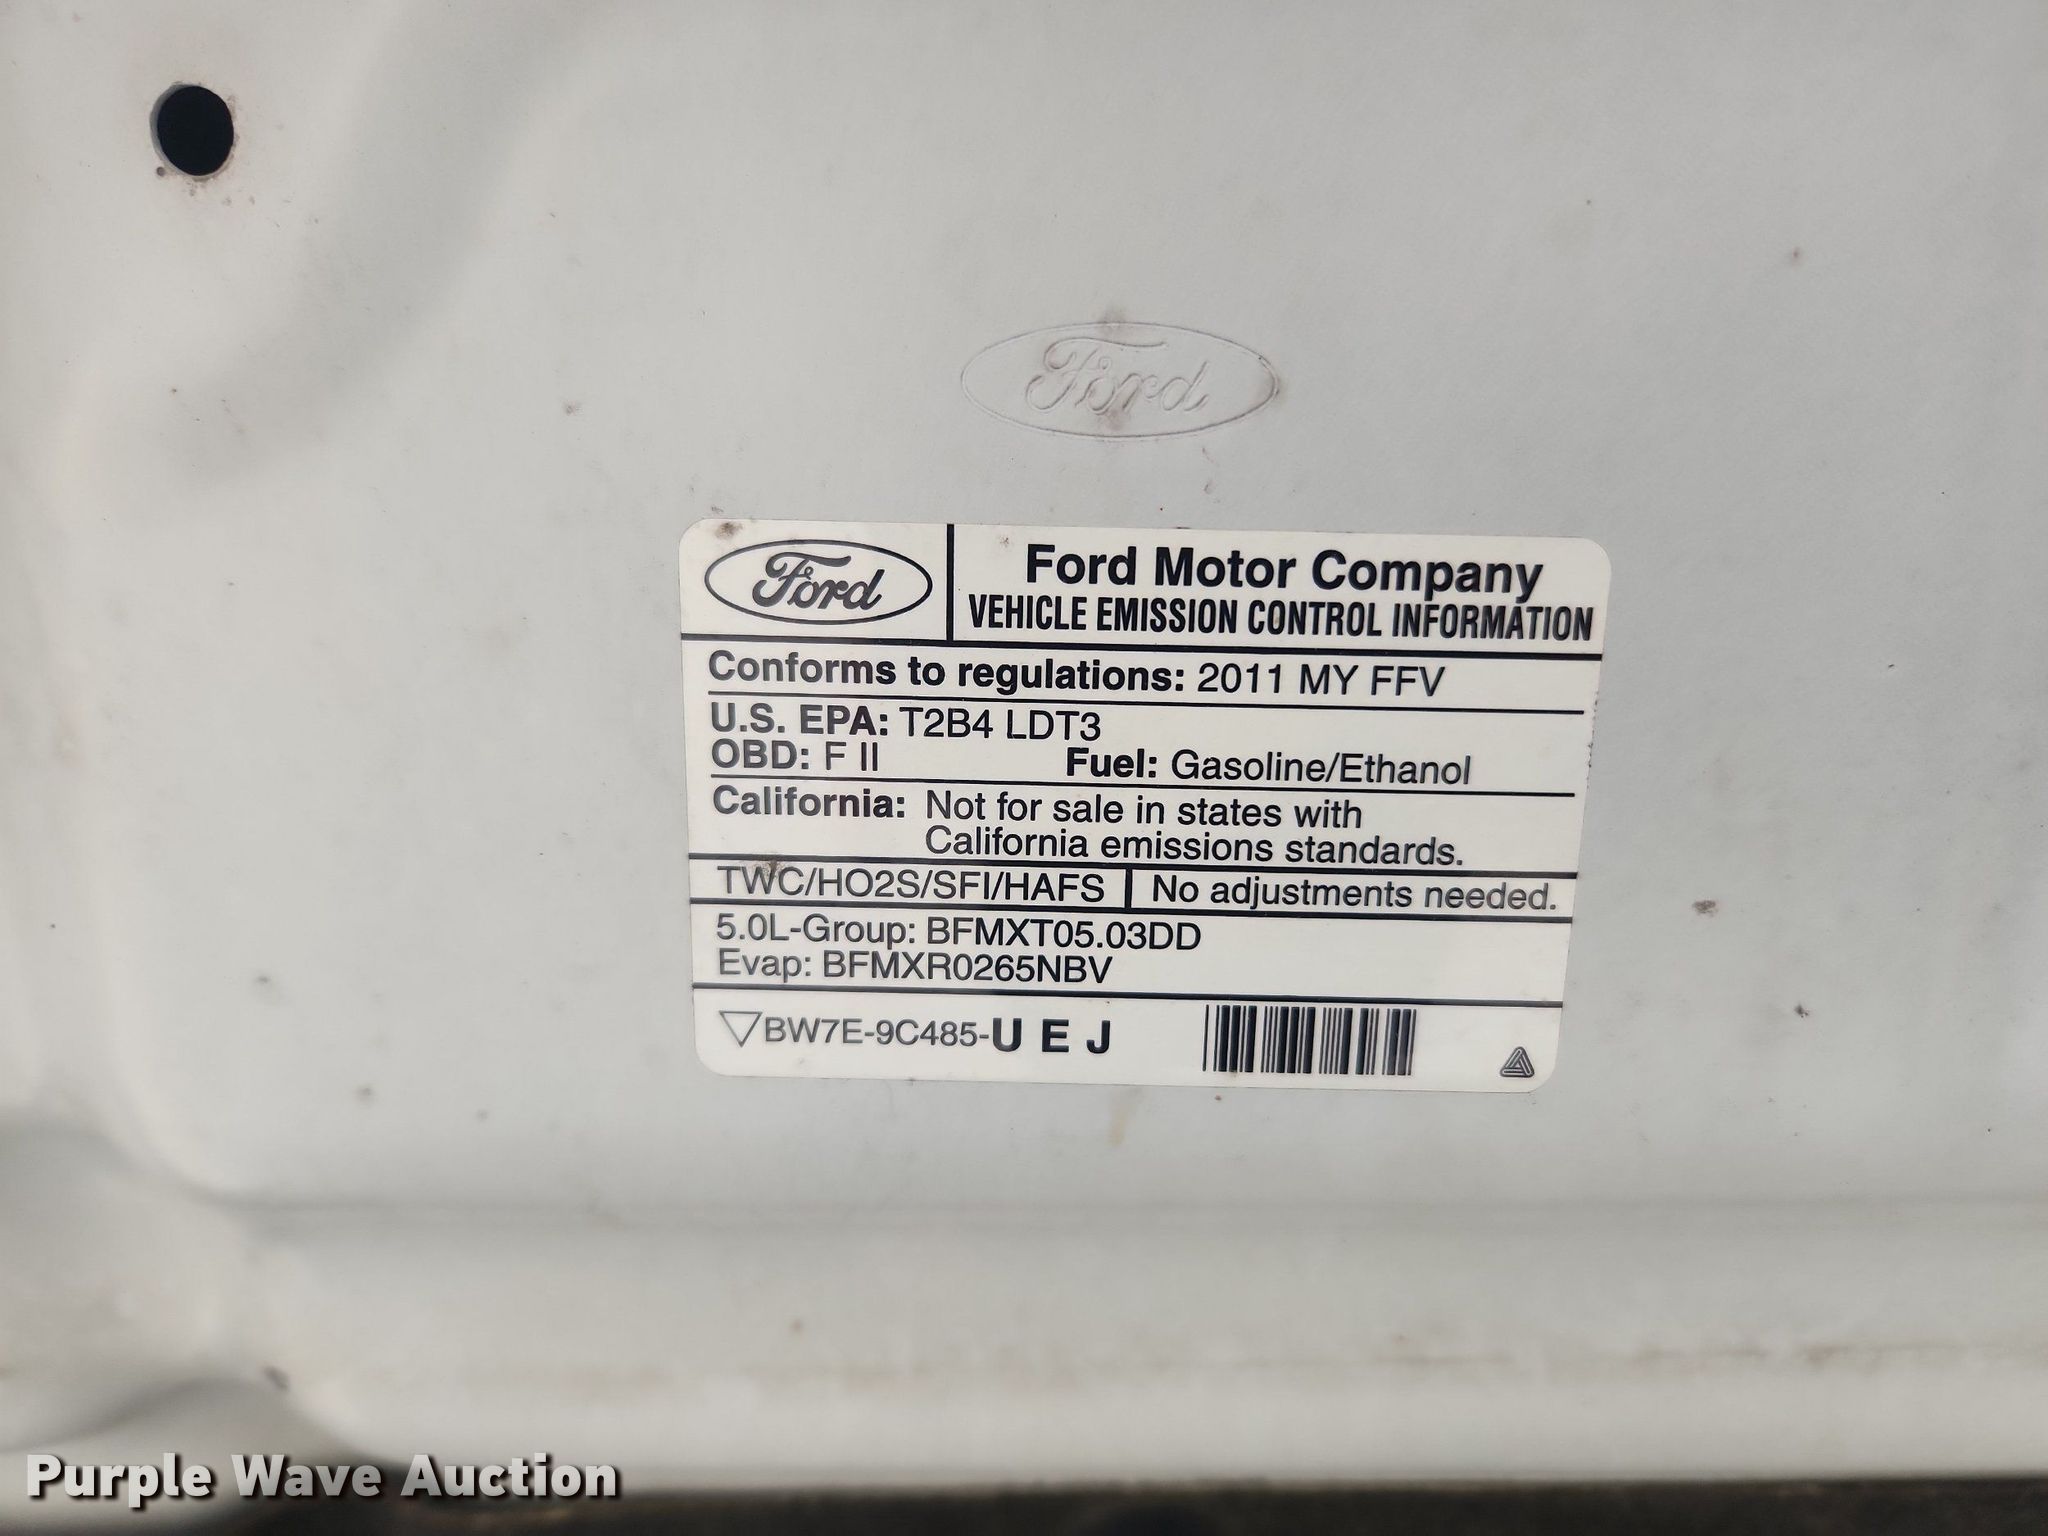 Ford
Ford
Ford Motor Company
VEHICLE EMISSION CONTROL INFORMATION
Conforms to regulations: 2011 MY FFV
U.S. EPA: T2B4 LDT3
OBD: F II Fuel: Gasoline/Ethanol
California: Not for sale in states with
California emissions standards.
TWC/HO2S/SFI/HAFS No adjustments needed.
5.0L-Group: BFMXT05.03DD
Evap: BFMXR0265NBV
BW7E-9C485-U E J
Purple Wave Auction